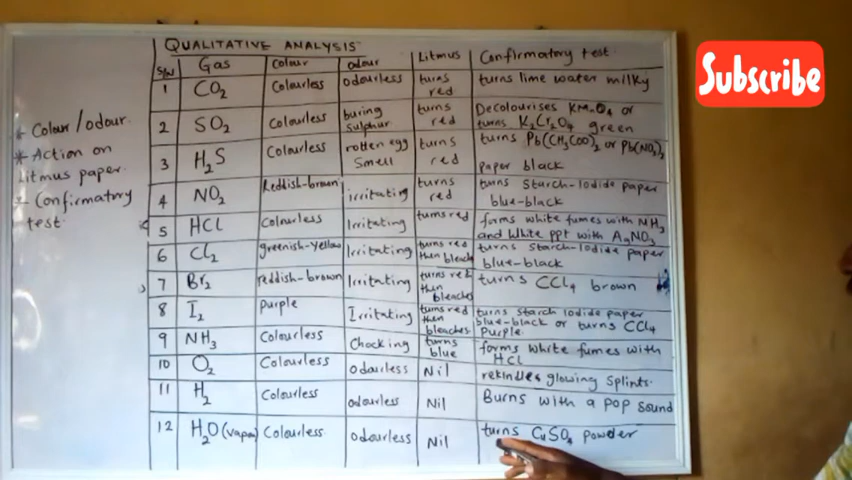 Subscribe
QUALITATIVE ANALYSIS
S/N Gas Colour Odour Litmus Confirmatory test
1 CO2 Colourless odourless turns red turns lime water milky
2 SO2 Colourless buring Sulphur turns red Decolourises KMnO4 or turns K2Cr2O7 green
3 H2S Colourless rotten egg Smell turns red turns Pb(CH3COO)2 or Pb(NO3)2 paper black
4 NO2 Reddish-brown irritating turns red turns Starch-Iodide paper blue-black
5 HCl Colourless Irritating turns red forms white fumes with NH3 and White ppt with AgNO3
6 Cl2 greenish-yellow Irritating turns red then bleach turns starch-Iodide paper blue-black
7 Br2 reddish-brown Irritating turns red then bleaches turns CCl4 brown
8 I2 purple Irritating turns red then bleaches turns starch Iodide paper blue-black or turns CCl4 Purple
9 NH3 Colourless Chocking turns blue forms White fumes with HCl
10 O2 Colourless Odourless Nil rekindles glowing Splints.
11 H2 Colourless odourless Nil Burns with a pop sound
12 H2O(vapor) Colourless odourless Nil turns CuSO4 powder
* Colour/odour.
* Action on
Litmus paper.
- Confirmatory
test.